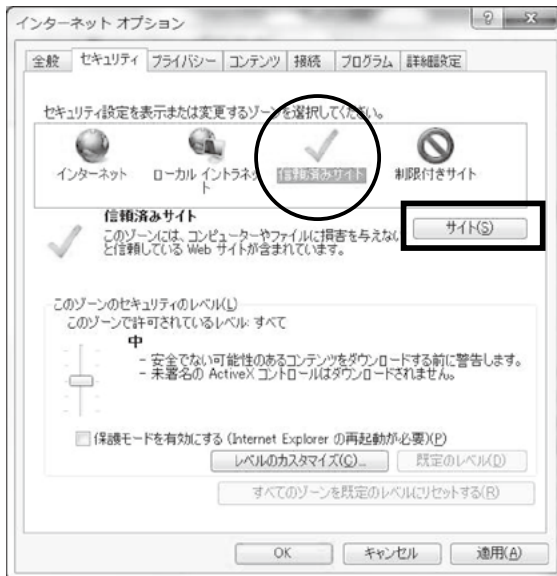 インターネット オプション
全般 セキュリティ プライバシー コンテンツ 接続 プログラム 詳細設定
セキュリティ設定を表示または変更するゾーンを選択してください。
インターネット
ローカル イントラネッ
ト
信頼済みサイト
制限付きサイト
信頼済みサイト
サイト(S)
このゾーンには、コンピューターやファイルに損害を与えない
と信頼している Web サイトが含まれています。
このゾーンのセキュリティのレベル(L)
このゾーンで許可されているレベル: すべて
中
- 安全でない可能性のあるコンテンツをダウンロードする前に警告します。
- 未署名の ActiveX コントロールはダウンロードされません。
保護モードを有効にする (Internet Explorer の再起動が必要)(P)
レベルのカスタマイズ(C)... 既定のレベル(D)
すべてのゾーンを既定のレベルにリセットする(R)
OK キャンセル 適用(A)